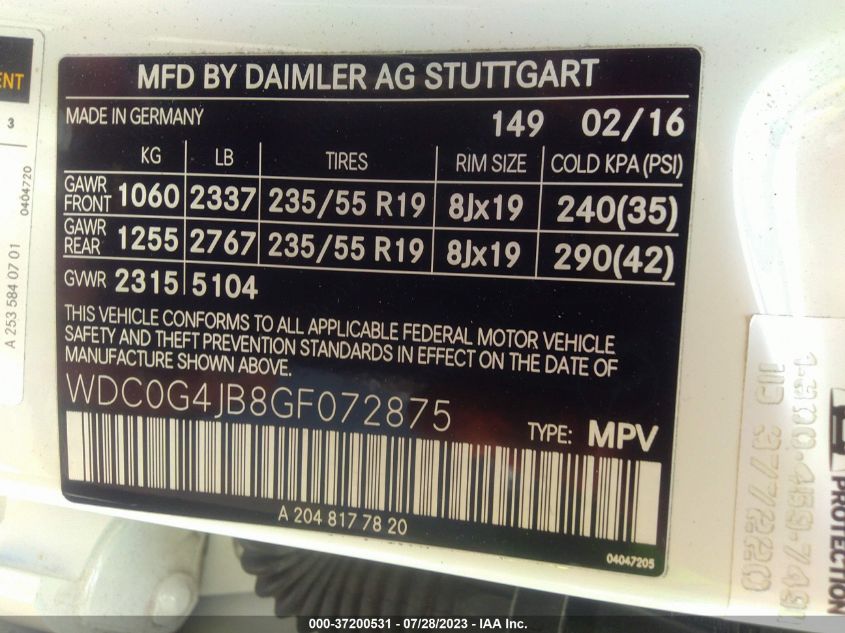 MFD BY DAIMLER AG STUTTGART
MADE IN GERMANY 149 02/16
KG LB TIRES RIM SIZE COLD KPA (PSI)
GAWR FRONT 1060 2337 235/55 R19 8Jx19 240(35)
GAWR REAR 1255 2767 235/55 R19 8Jx19 290(42)
GVWR 2315 5104
THIS VEHICLE CONFORMS TO ALL APPLICABLE FEDERAL MOTOR VEHICLE
SAFETY AND THEFT PREVENTION STANDARDS IN EFFECT ON THE DATE OF
MANUFACTURE SHOWN ABOVE.
WDC0G4JB8GF072875
TYPE: MPV
A 204 817 78 20
04047205
3
0404720
A 253 584 07 01
PROTECTION
ID 377220
000-37200531 / 07/28/2023 / IAA Inc.